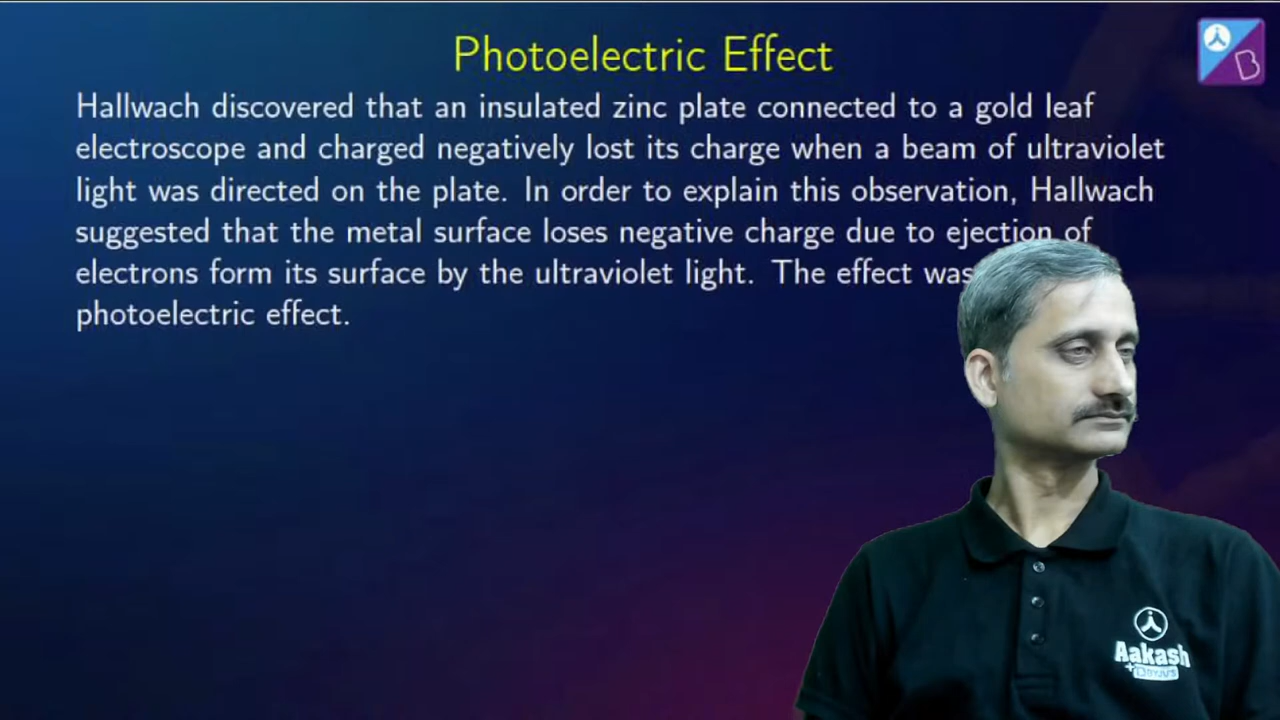 Photoelectric Effect
Hallwach discovered that an insulated zinc plate connected to a gold leaf
electroscope and charged negatively lost its charge when a beam of ultraviolet
light was directed on the plate. In order to explain this observation, Hallwach
suggested that the metal surface loses negative charge due to ejection of
electrons form its surface by the ultraviolet light. The effect was
photoelectric effect.
Aakash
+BYJU'S